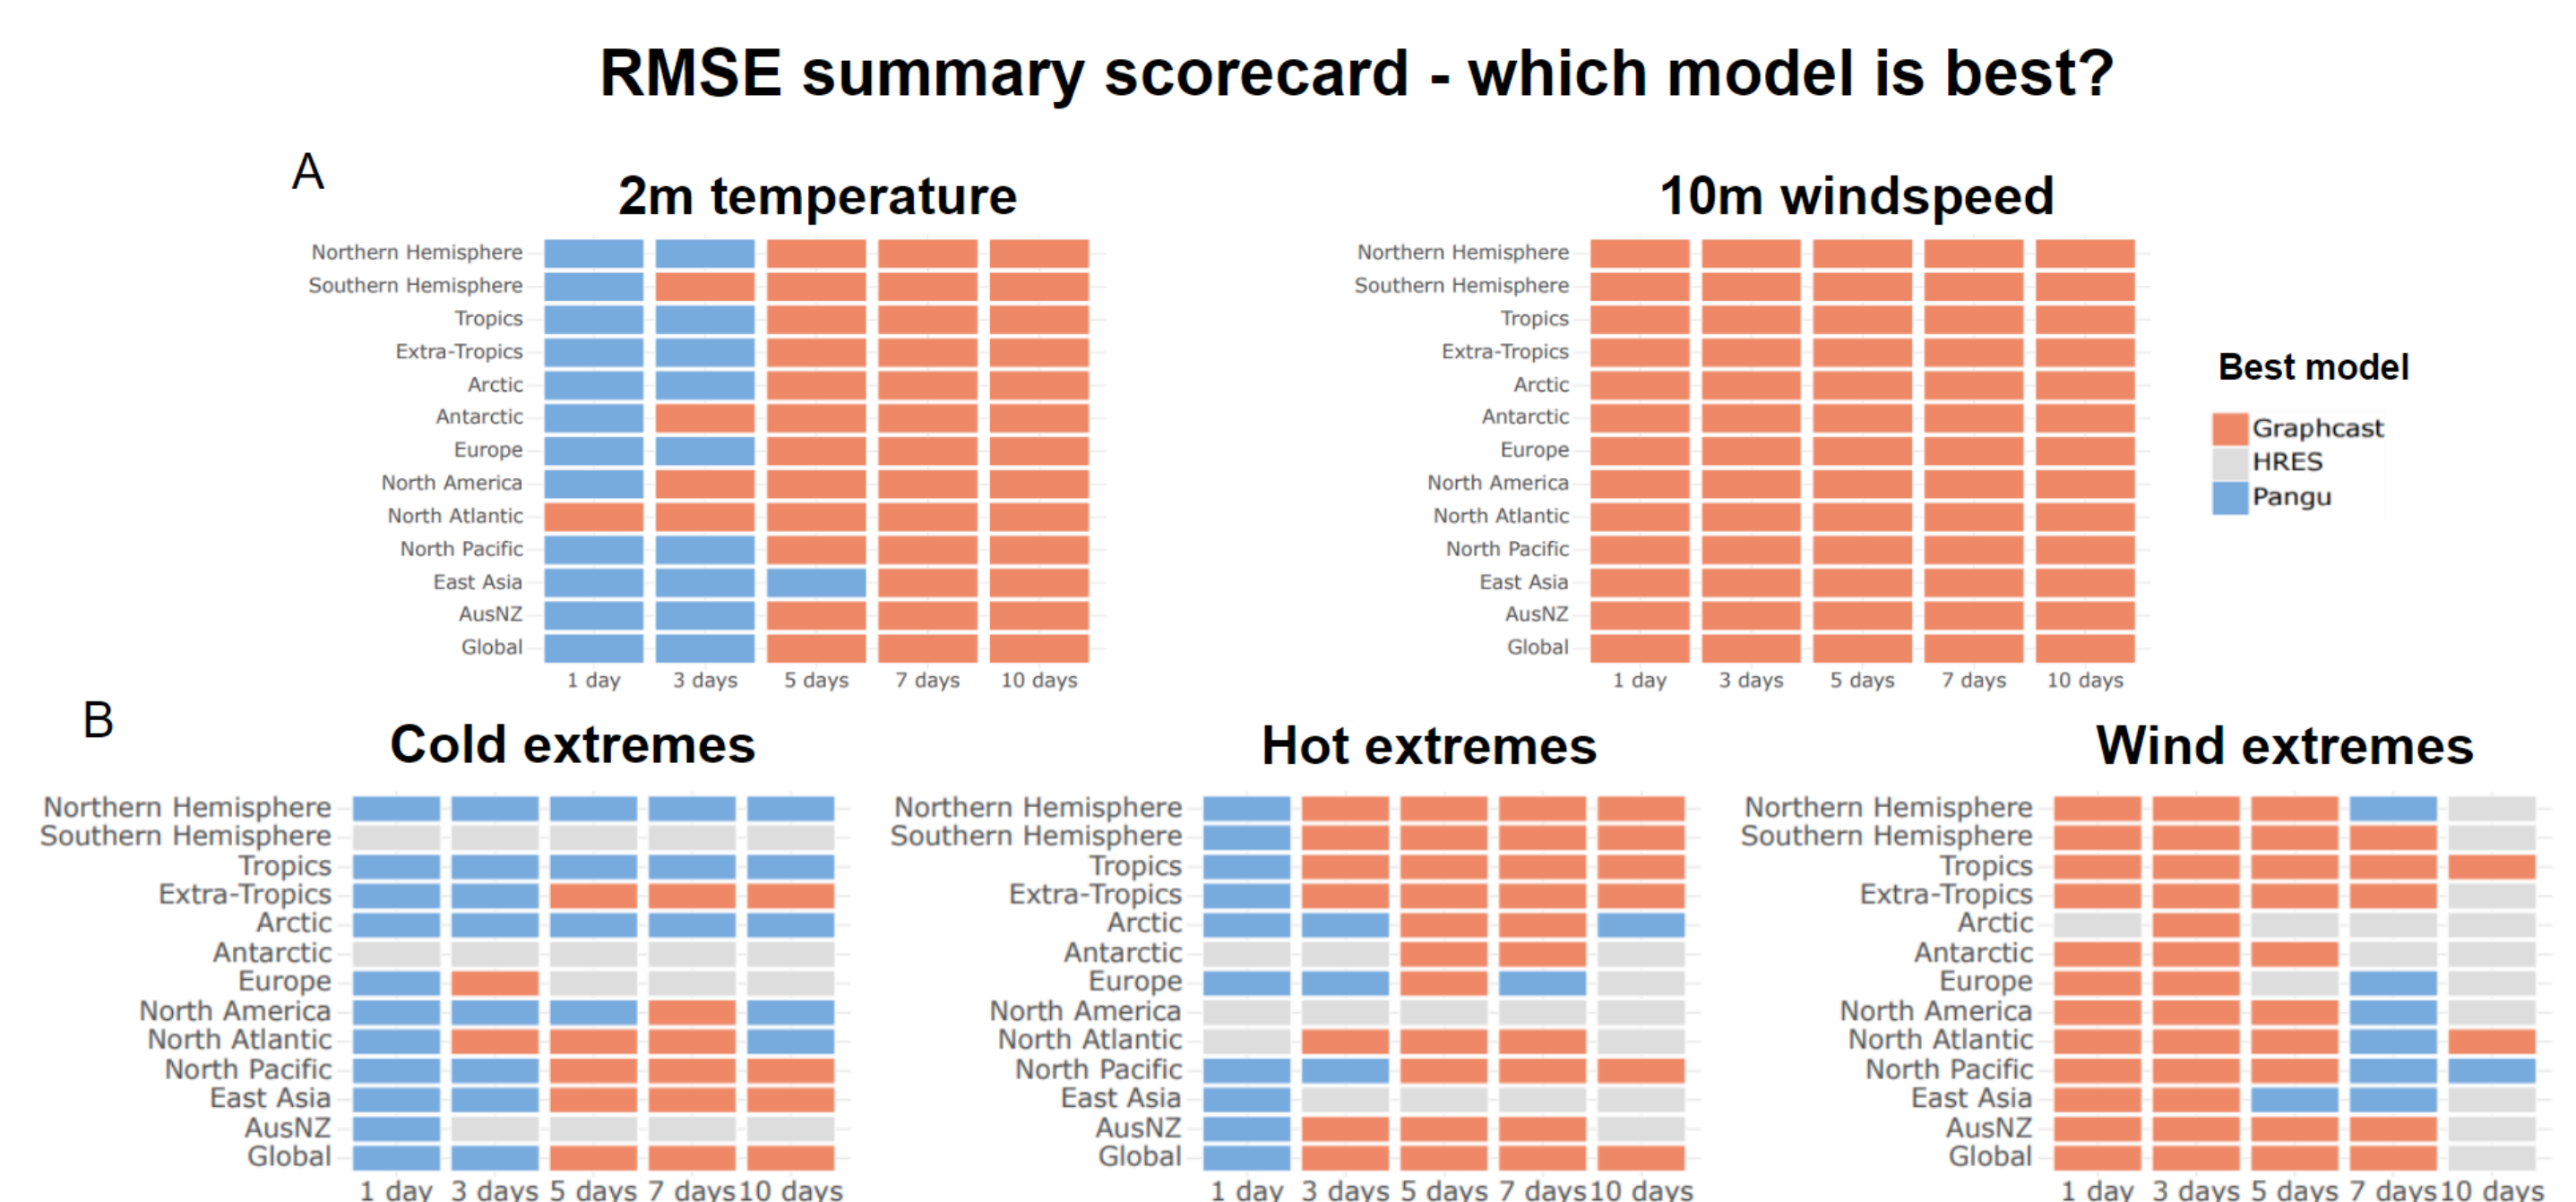 RMSE summary scorecard - which model is best?
A
2m temperature
Northern Hemisphere
Southern Hemisphere
Tropics
Extra-Tropics
Arctic
Antarctic
Europe
North America
North Atlantic
North Pacific
East Asia
AusNZ
Global
1 day 3 days 5 days 7 days 10 days
10m windspeed
Northern Hemisphere
Southern Hemisphere
Tropics
Extra-Tropics
Arctic
Antarctic
Europe
North America
North Atlantic
North Pacific
East Asia
AusNZ
Global
1 day 3 days 5 days 7 days 10 days
Best model
Graphcast
HRES
Pangu
B
Cold extremes
Northern Hemisphere
Southern Hemisphere
Tropics
Extra-Tropics
Arctic
Antarctic
Europe
North America
North Atlantic
North Pacific
East Asia
AusNZ
Global
1 day 3 days 5 days 7 days 10 days
Hot extremes
Northern Hemisphere
Southern Hemisphere
Tropics
Extra-Tropics
Arctic
Antarctic
Europe
North America
North Atlantic
North Pacific
East Asia
AusNZ
Global
1 day 3 days 5 days 7 days 10 days
Wind extremes
Northern Hemisphere
Southern Hemisphere
Tropics
Extra-Tropics
Arctic
Antarctic
Europe
North America
North Atlantic
North Pacific
East Asia
AusNZ
Global
1 day 3 days 5 days 7 days 10 days